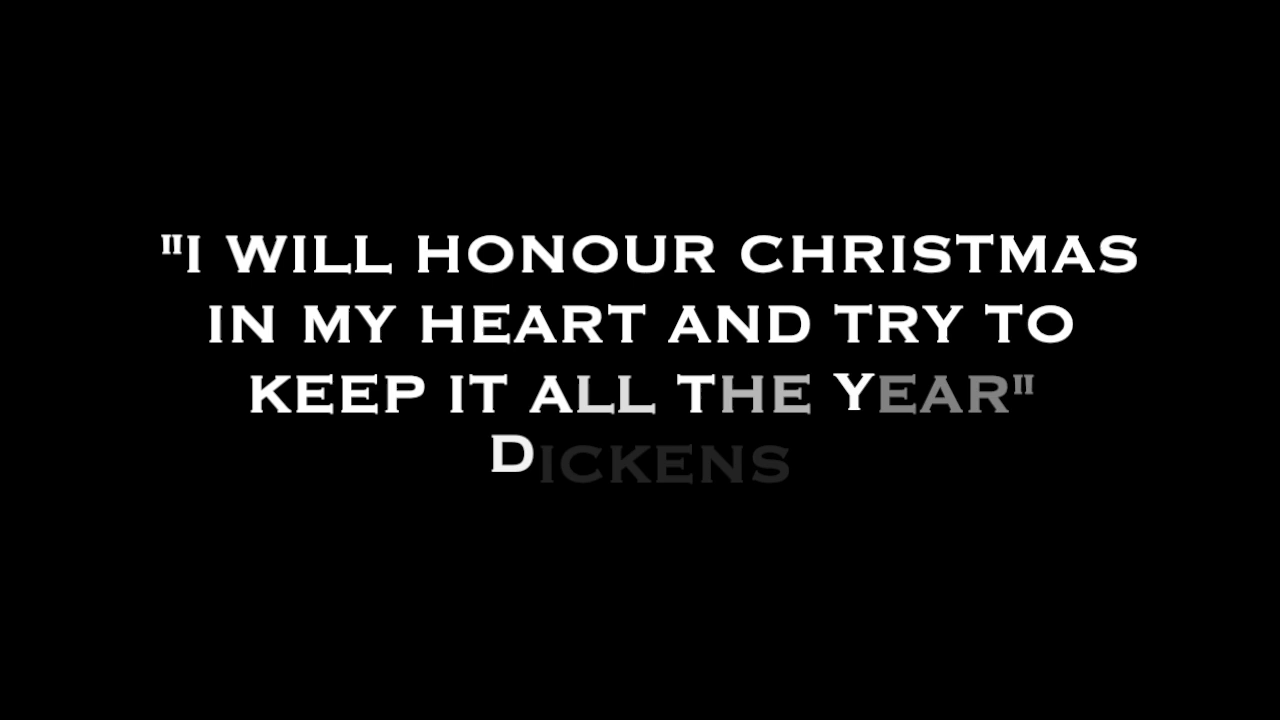 "I WILL HONOUR CHRISTMAS
IN MY HEART AND TRY TO
KEEP IT ALL THE YEAR"
DICKENS